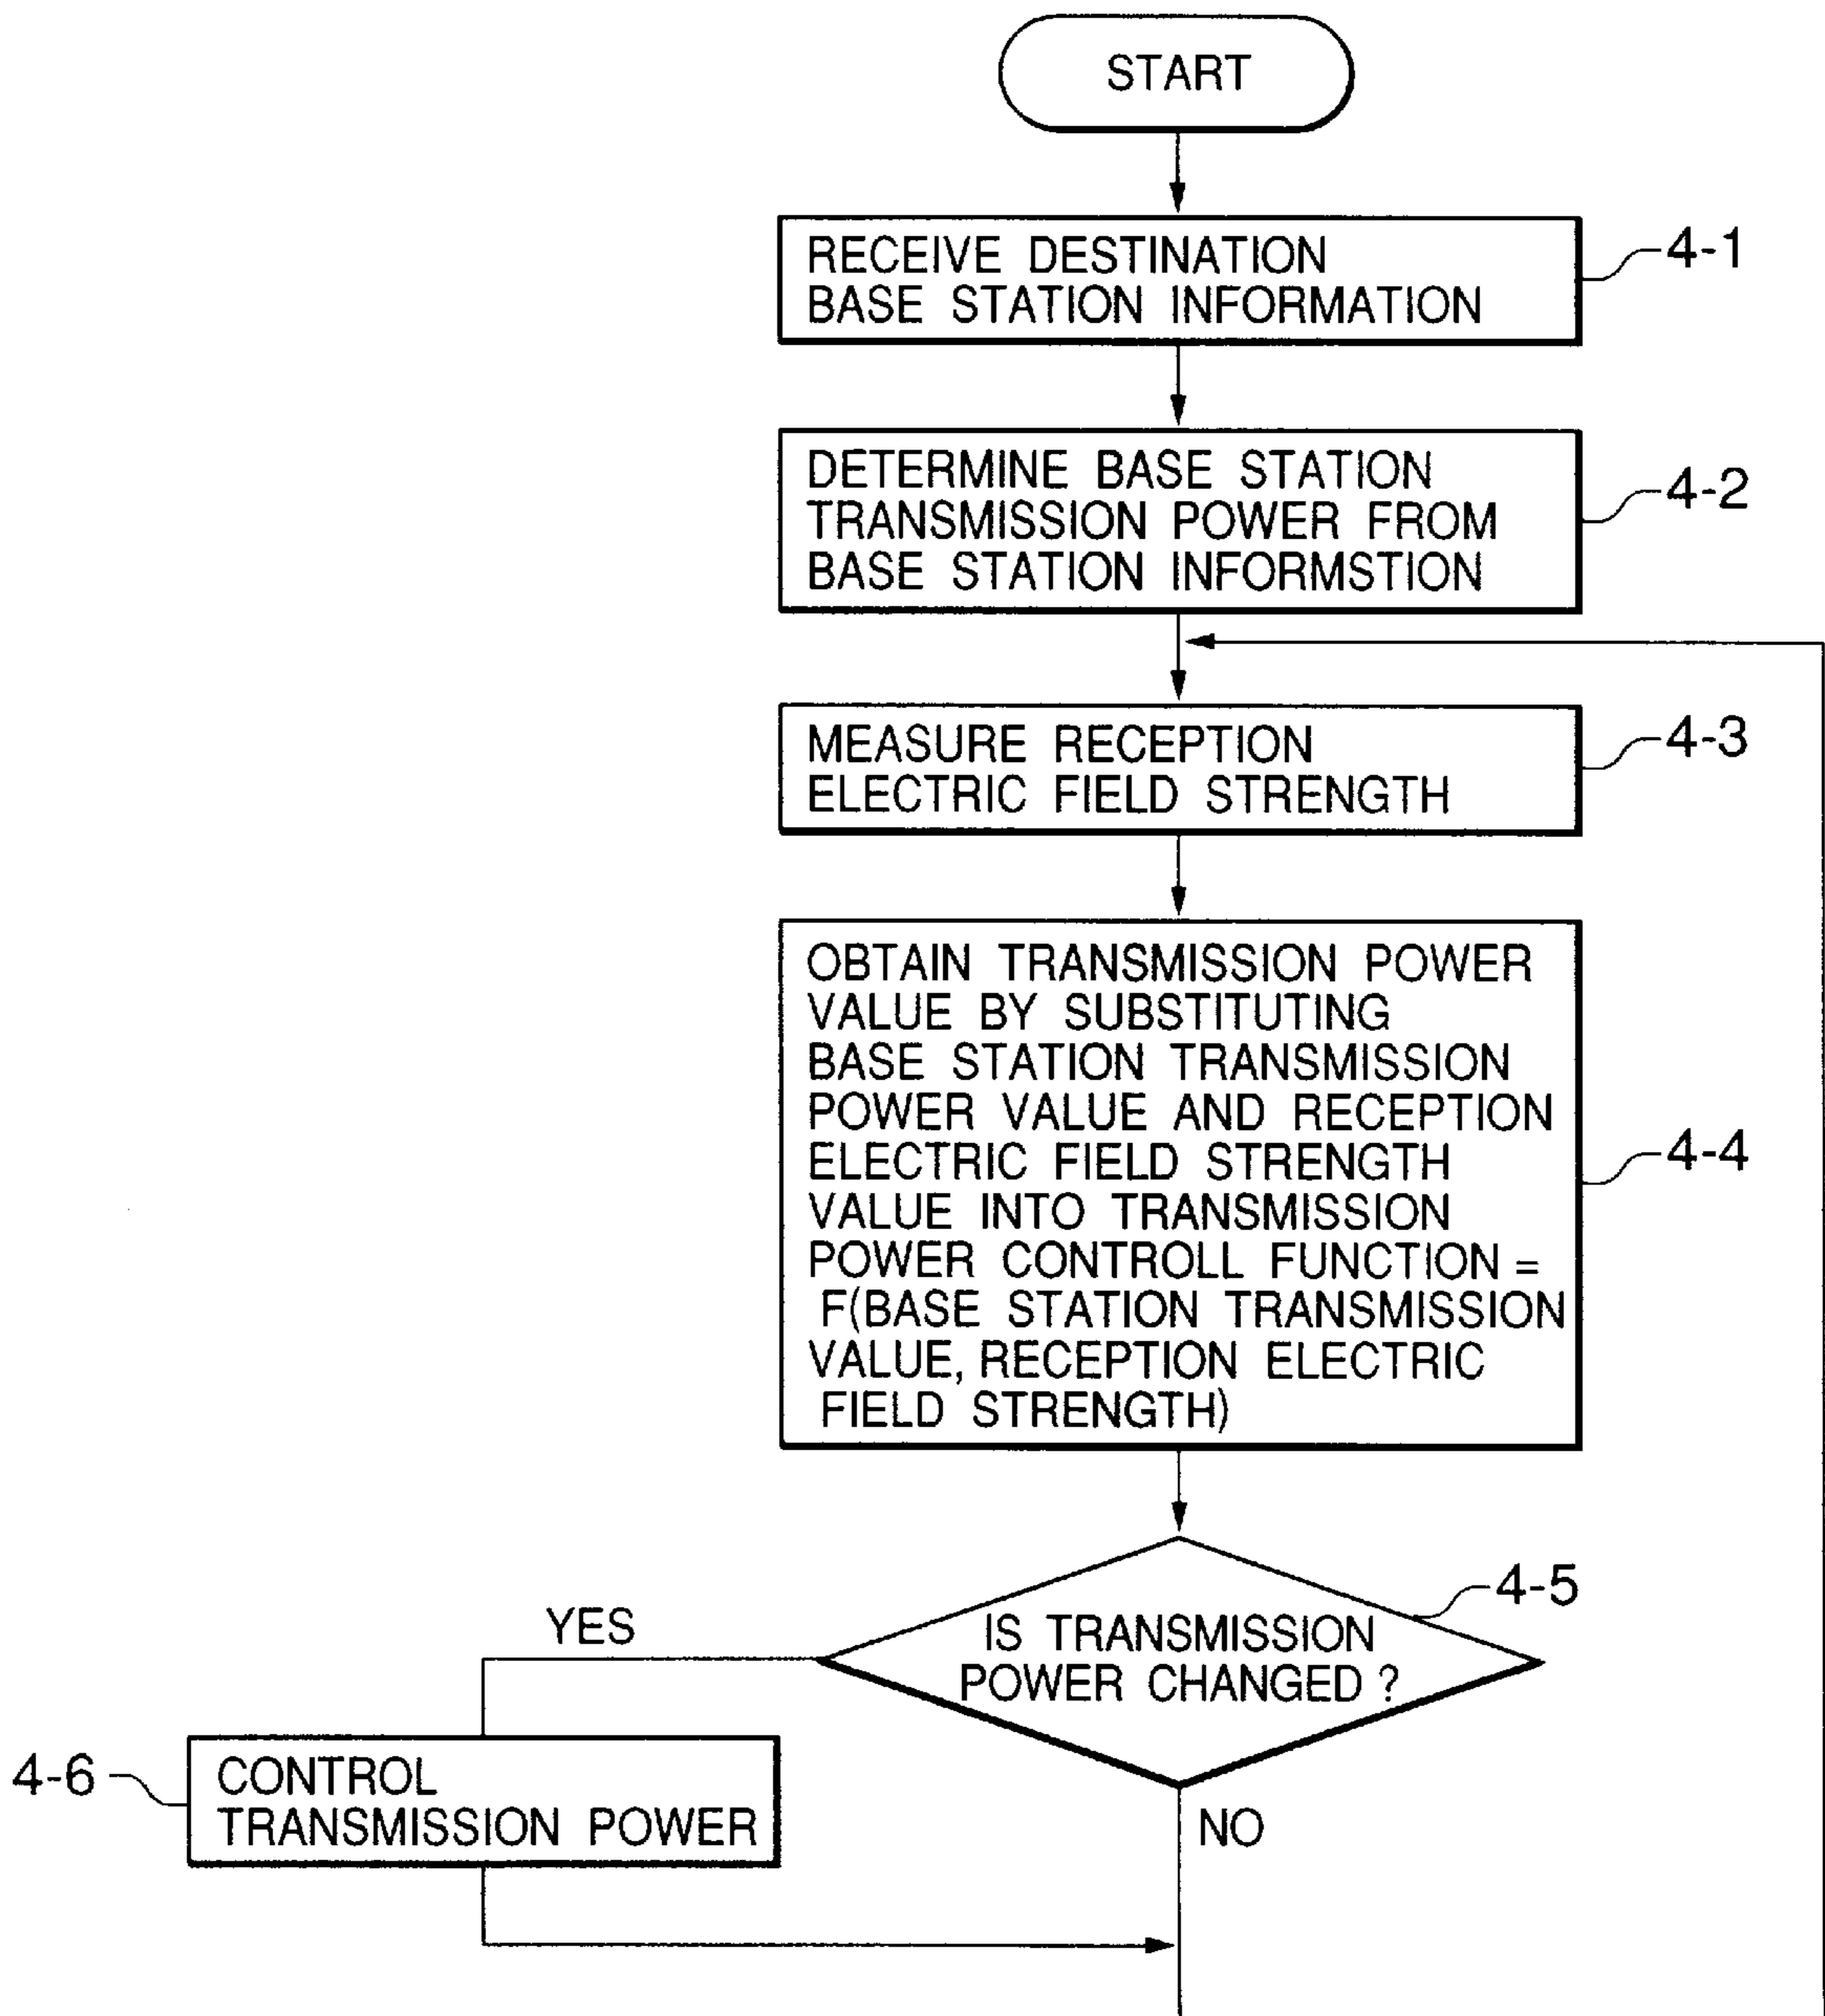 START
RECEIVE DESTINATION
BASE STATION INFORMATION
4-1
DETERMINE BASE STATION
TRANSMISSION POWER FROM
BASE STATION INFORMSTION
4-2
MEASURE RECEPTION
ELECTRIC FIELD STRENGTH
4-3
OBTAIN TRANSMISSION POWER
VALUE BY SUBSTITUTING
BASE STATION TRANSMISSION
POWER VALUE AND RECEPTION
ELECTRIC FIELD STRENGTH
VALUE INTO TRANSMISSION
POWER CONTROLL FUNCTION =
F(BASE STATION TRANSMISSION
VALUE, RECEPTION ELECTRIC
FIELD STRENGTH)
4-4
IS TRANSMISSION
POWER CHANGED ?
4-5
YES
CONTROL
TRANSMISSION POWER
4-6
NO